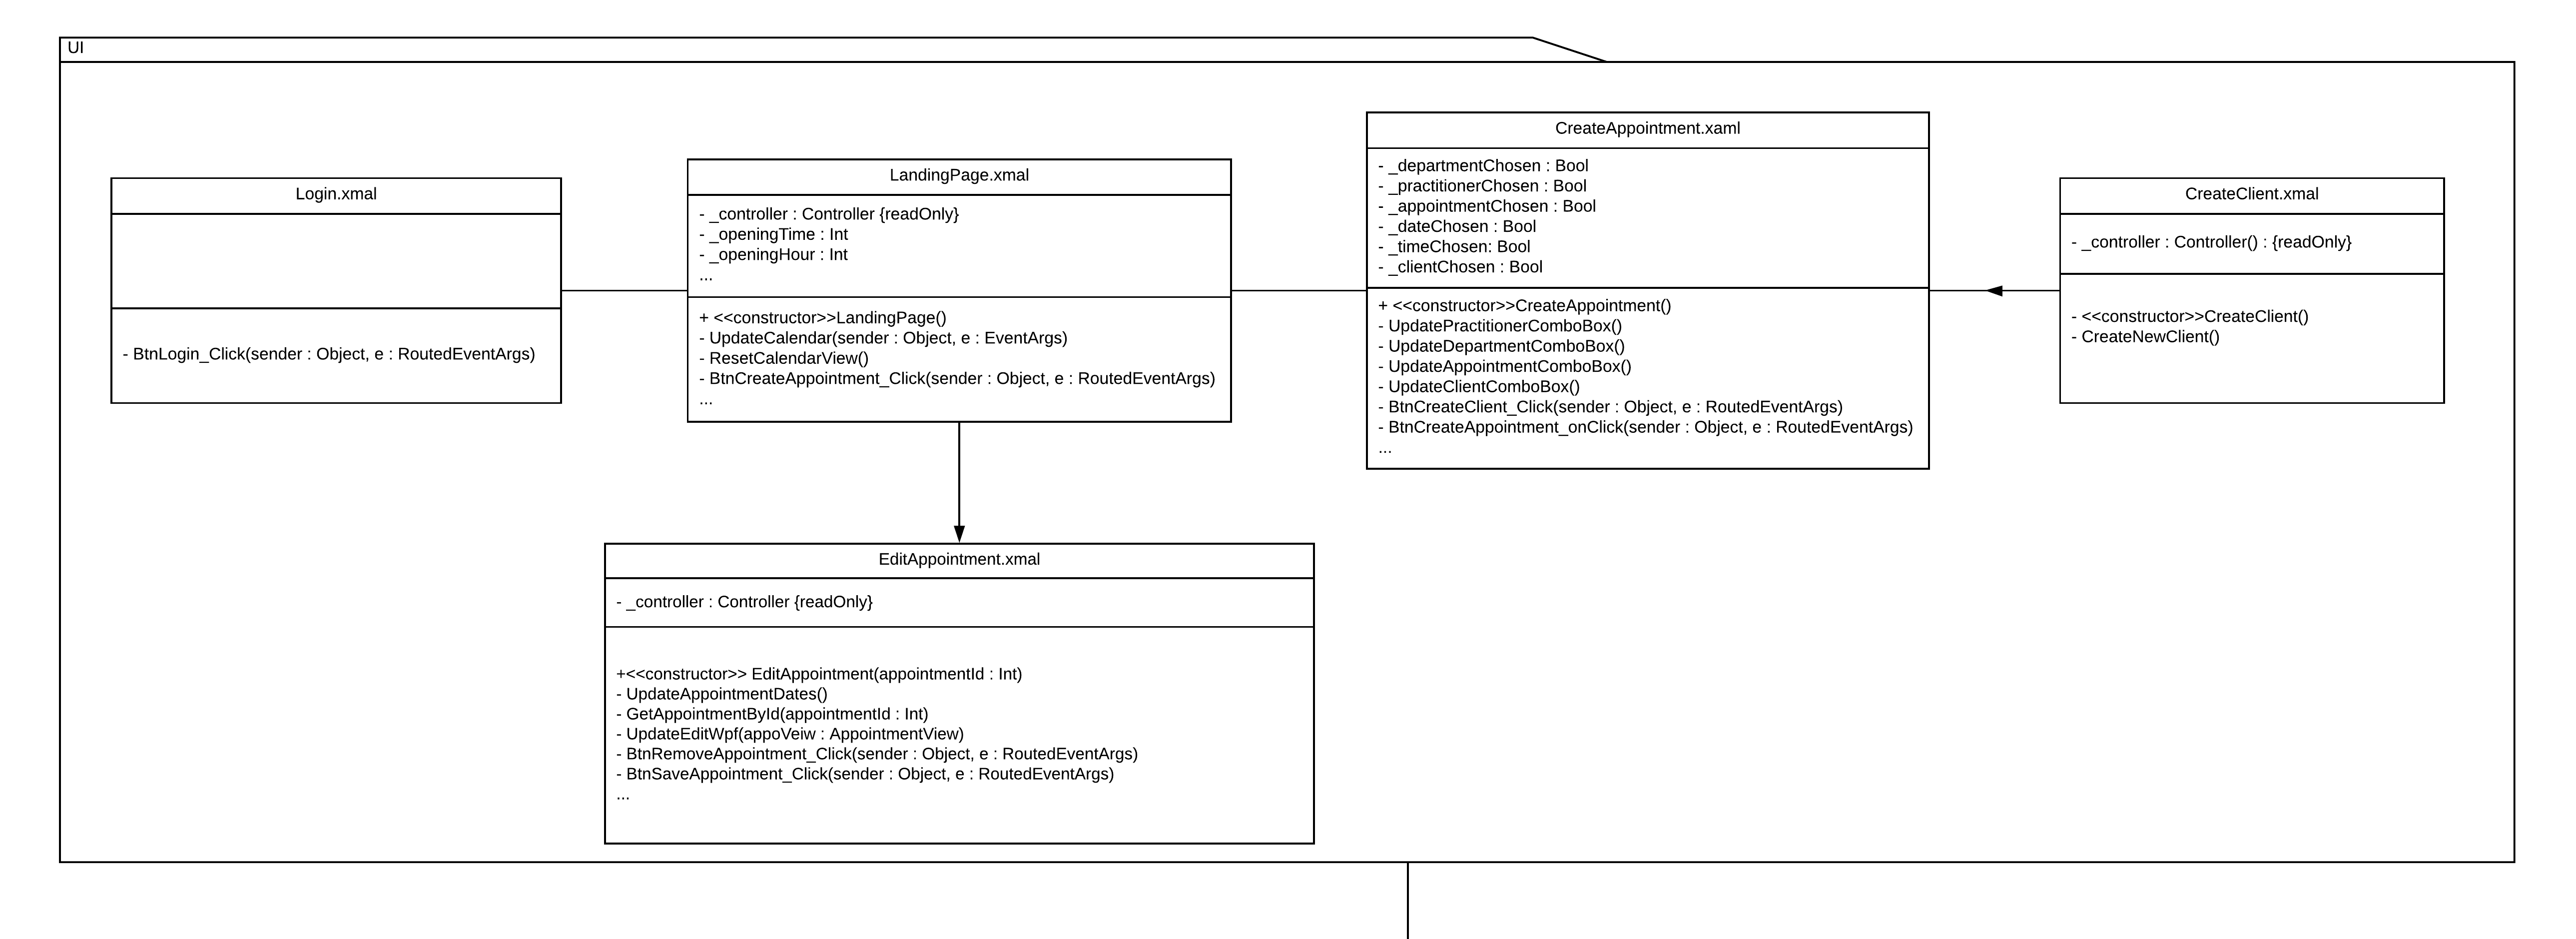 UI
Login.xmal
- BtnLogin_Click(sender : Object, e : RoutedEventArgs)
LandingPage.xmal
- _controller : Controller {readOnly}
- _openingTime : Int
- _openingHour : Int
...
+ <<constructor>>LandingPage()
- UpdateCalendar(sender : Object, e : EventArgs)
- ResetCalendarView()
- BtnCreateAppointment_Click(sender : Object, e : RoutedEventArgs)
...
CreateAppointment.xaml
- _departmentChosen : Bool
- _practitionerChosen : Bool
- _appointmentChosen : Bool
- _dateChosen : Bool
- _timeChosen: Bool
- _clientChosen : Bool
+ <<constructor>>CreateAppointment()
- UpdatePractitionerComboBox()
- UpdateDepartmentComboBox()
- UpdateAppointmentComboBox()
- UpdateClientComboBox()
- BtnCreateClient_Click(sender : Object, e : RoutedEventArgs)
- BtnCreateAppointment_onClick(sender : Object, e : RoutedEventArgs)
...
CreateClient.xmal
- _controller : Controller() : {readOnly}
- <<constructor>>CreateClient()
- CreateNewClient()
EditAppointment.xmal
- _controller : Controller {readOnly}
+<<constructor>> EditAppointment(appointmentId : Int)
- UpdateAppointmentDates()
- GetAppointmentById(appointmentId : Int)
- UpdateEditWpf(appoVeiw : AppointmentView)
- BtnRemoveAppointment_Click(sender : Object, e : RoutedEventArgs)
- BtnSaveAppointment_Click(sender : Object, e : RoutedEventArgs)
...